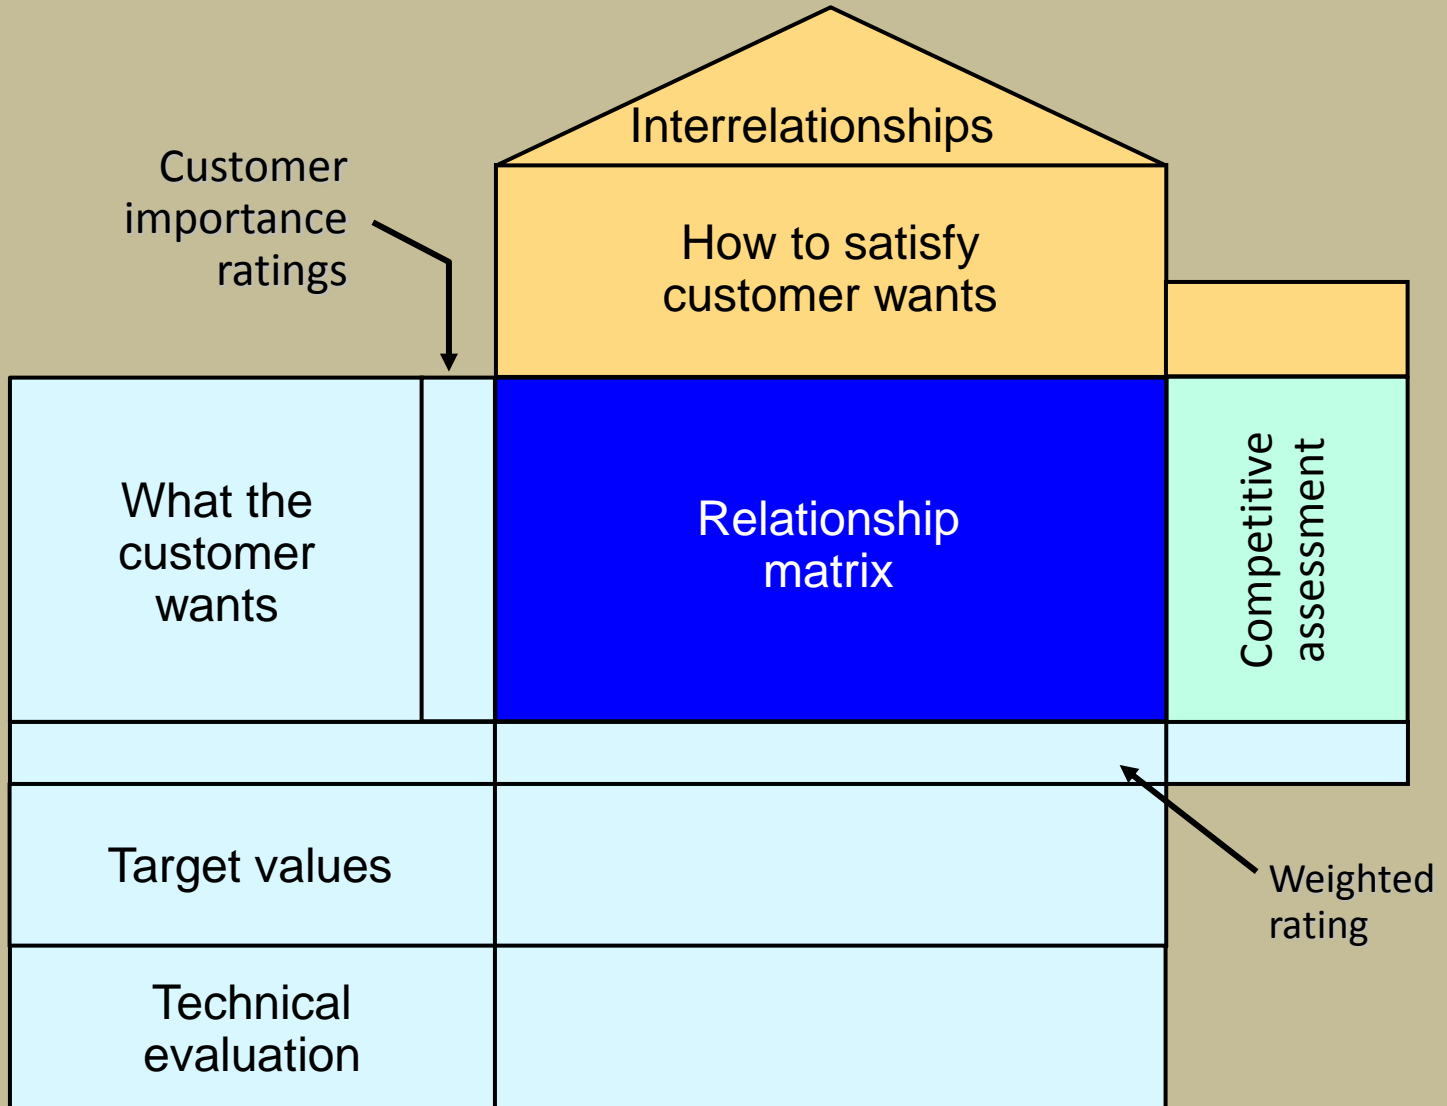 Interrelationships
Customer
importance
ratings
How to satisfy
customer wants
What the
customer
wants
Relationship
matrix
Competitive
assessment
Target values
Weighted
rating
Technical
evaluation